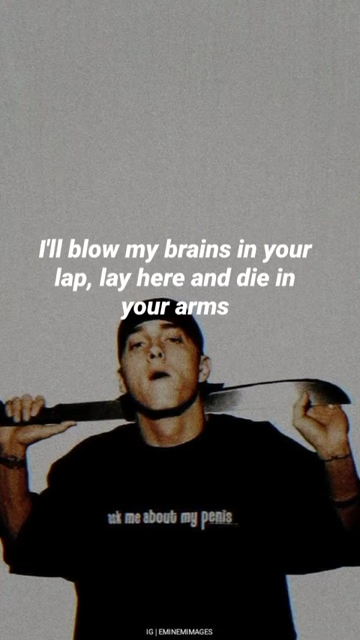 I'll blow my brains in your
lap, lay here and die in
your arms
ask me about my penis
IG | EMINEMIMAGES